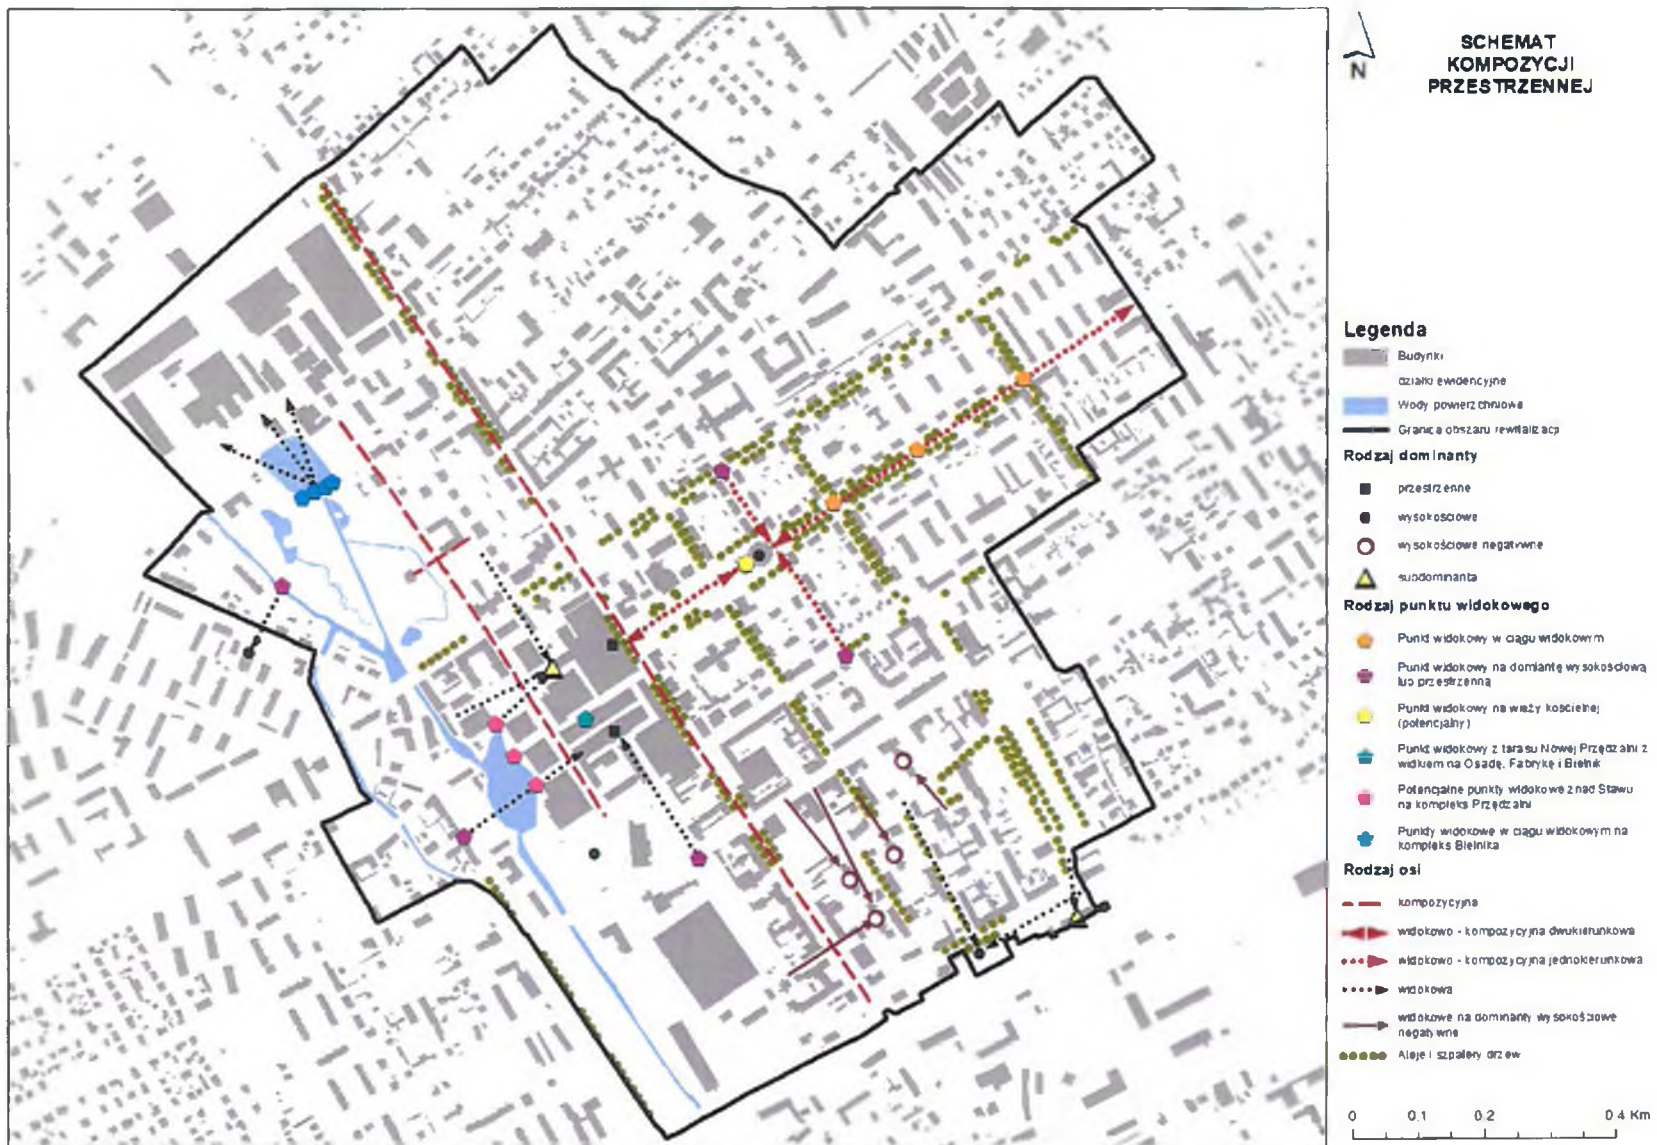 SCHEMAT
KOMPOZYCJI
PRZESTRZENNEJ
N
Legenda
Budynki
działki ewidencyjne
Wody powierzchniowe
Granica obszaru rewitalizacji
Rodzaj dominanty
przestrzenne
wysokościowe
wysokościowe negatywne
subdominanta
Rodzaj punktu widokowego
Punkt widokowy w ciągu widokowym
Punkt widokowy na domiantę wysokościową
lub przestrzenną
Punkt widokowy na wieży kościelnej
(potencjalny)
Punkt widokowy z tarasu Nowej Przędzalni z
widkiem na Osadę, Fabrykę i Bielnik
Potencjalne punkty widokowe znad Stawu
na kompleks Przędzalni
Punkty widokowe w ciągu widokowym na
kompleks Bielnika
Rodzaj osi
kompozycyjna
widokowo - kompozycyjna dwukierunkowa
widokowo - kompozycyjna jednokierunkowa
widokowa
widokowe na dominanty wysokościowe
negatywne
Aleje i szpalery drzew
0 0.1 0.2 0.4 Km